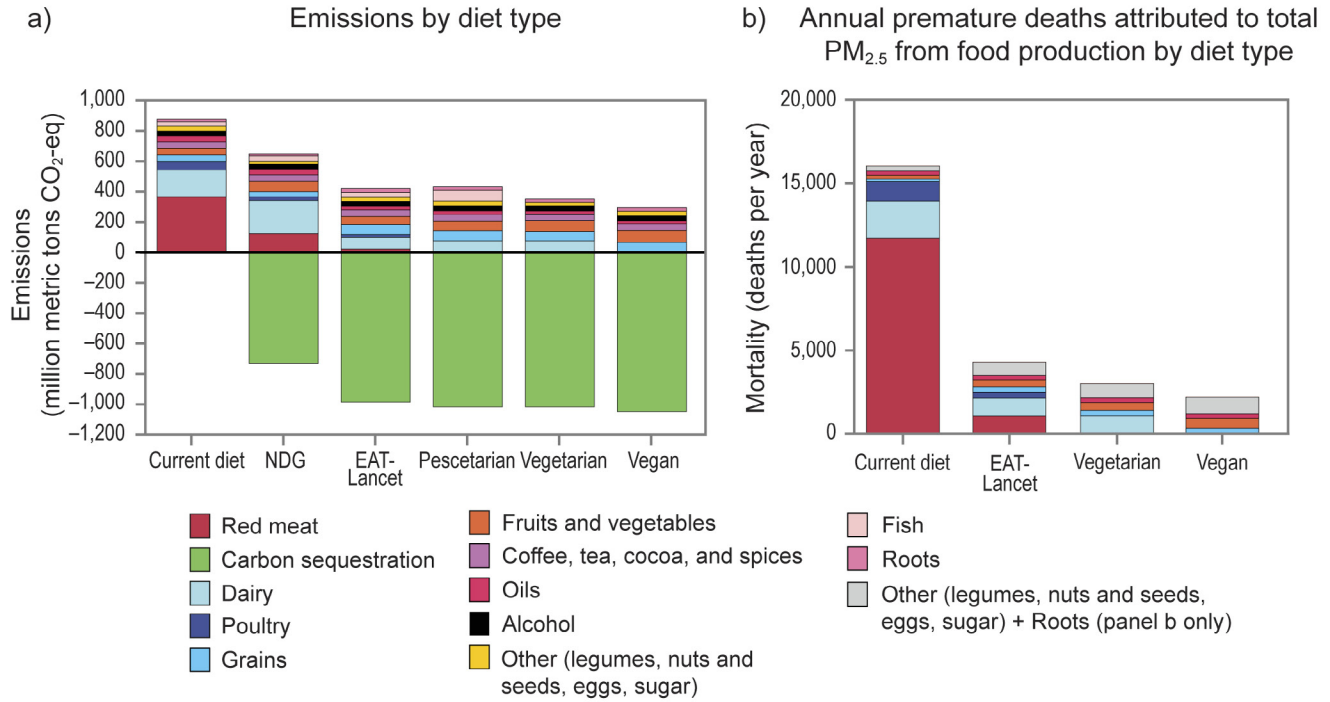 a)
Emissions by diet type
Emissions
(million metric tons CO₂-eq)
1,000
800
600
400
200
0
–200
–400
–600
–800
–1,000
–1,200
Current diet
NDG
EAT-
Lancet
Pescetarian
Vegetarian
Vegan
b)
Annual premature deaths attributed to total
PM₂.₅ from food production by diet type
Mortality (deaths per year)
20,000
15,000
10,000
5,000
0
Current diet
EAT-
Lancet
Vegetarian
Vegan
Red meat
Carbon sequestration
Dairy
Poultry
Grains
Fruits and vegetables
Coffee, tea, cocoa, and spices
Oils
Alcohol
Other (legumes, nuts and
seeds, eggs, sugar)
Fish
Roots
Other (legumes, nuts and seeds,
eggs, sugar) + Roots (panel b only)